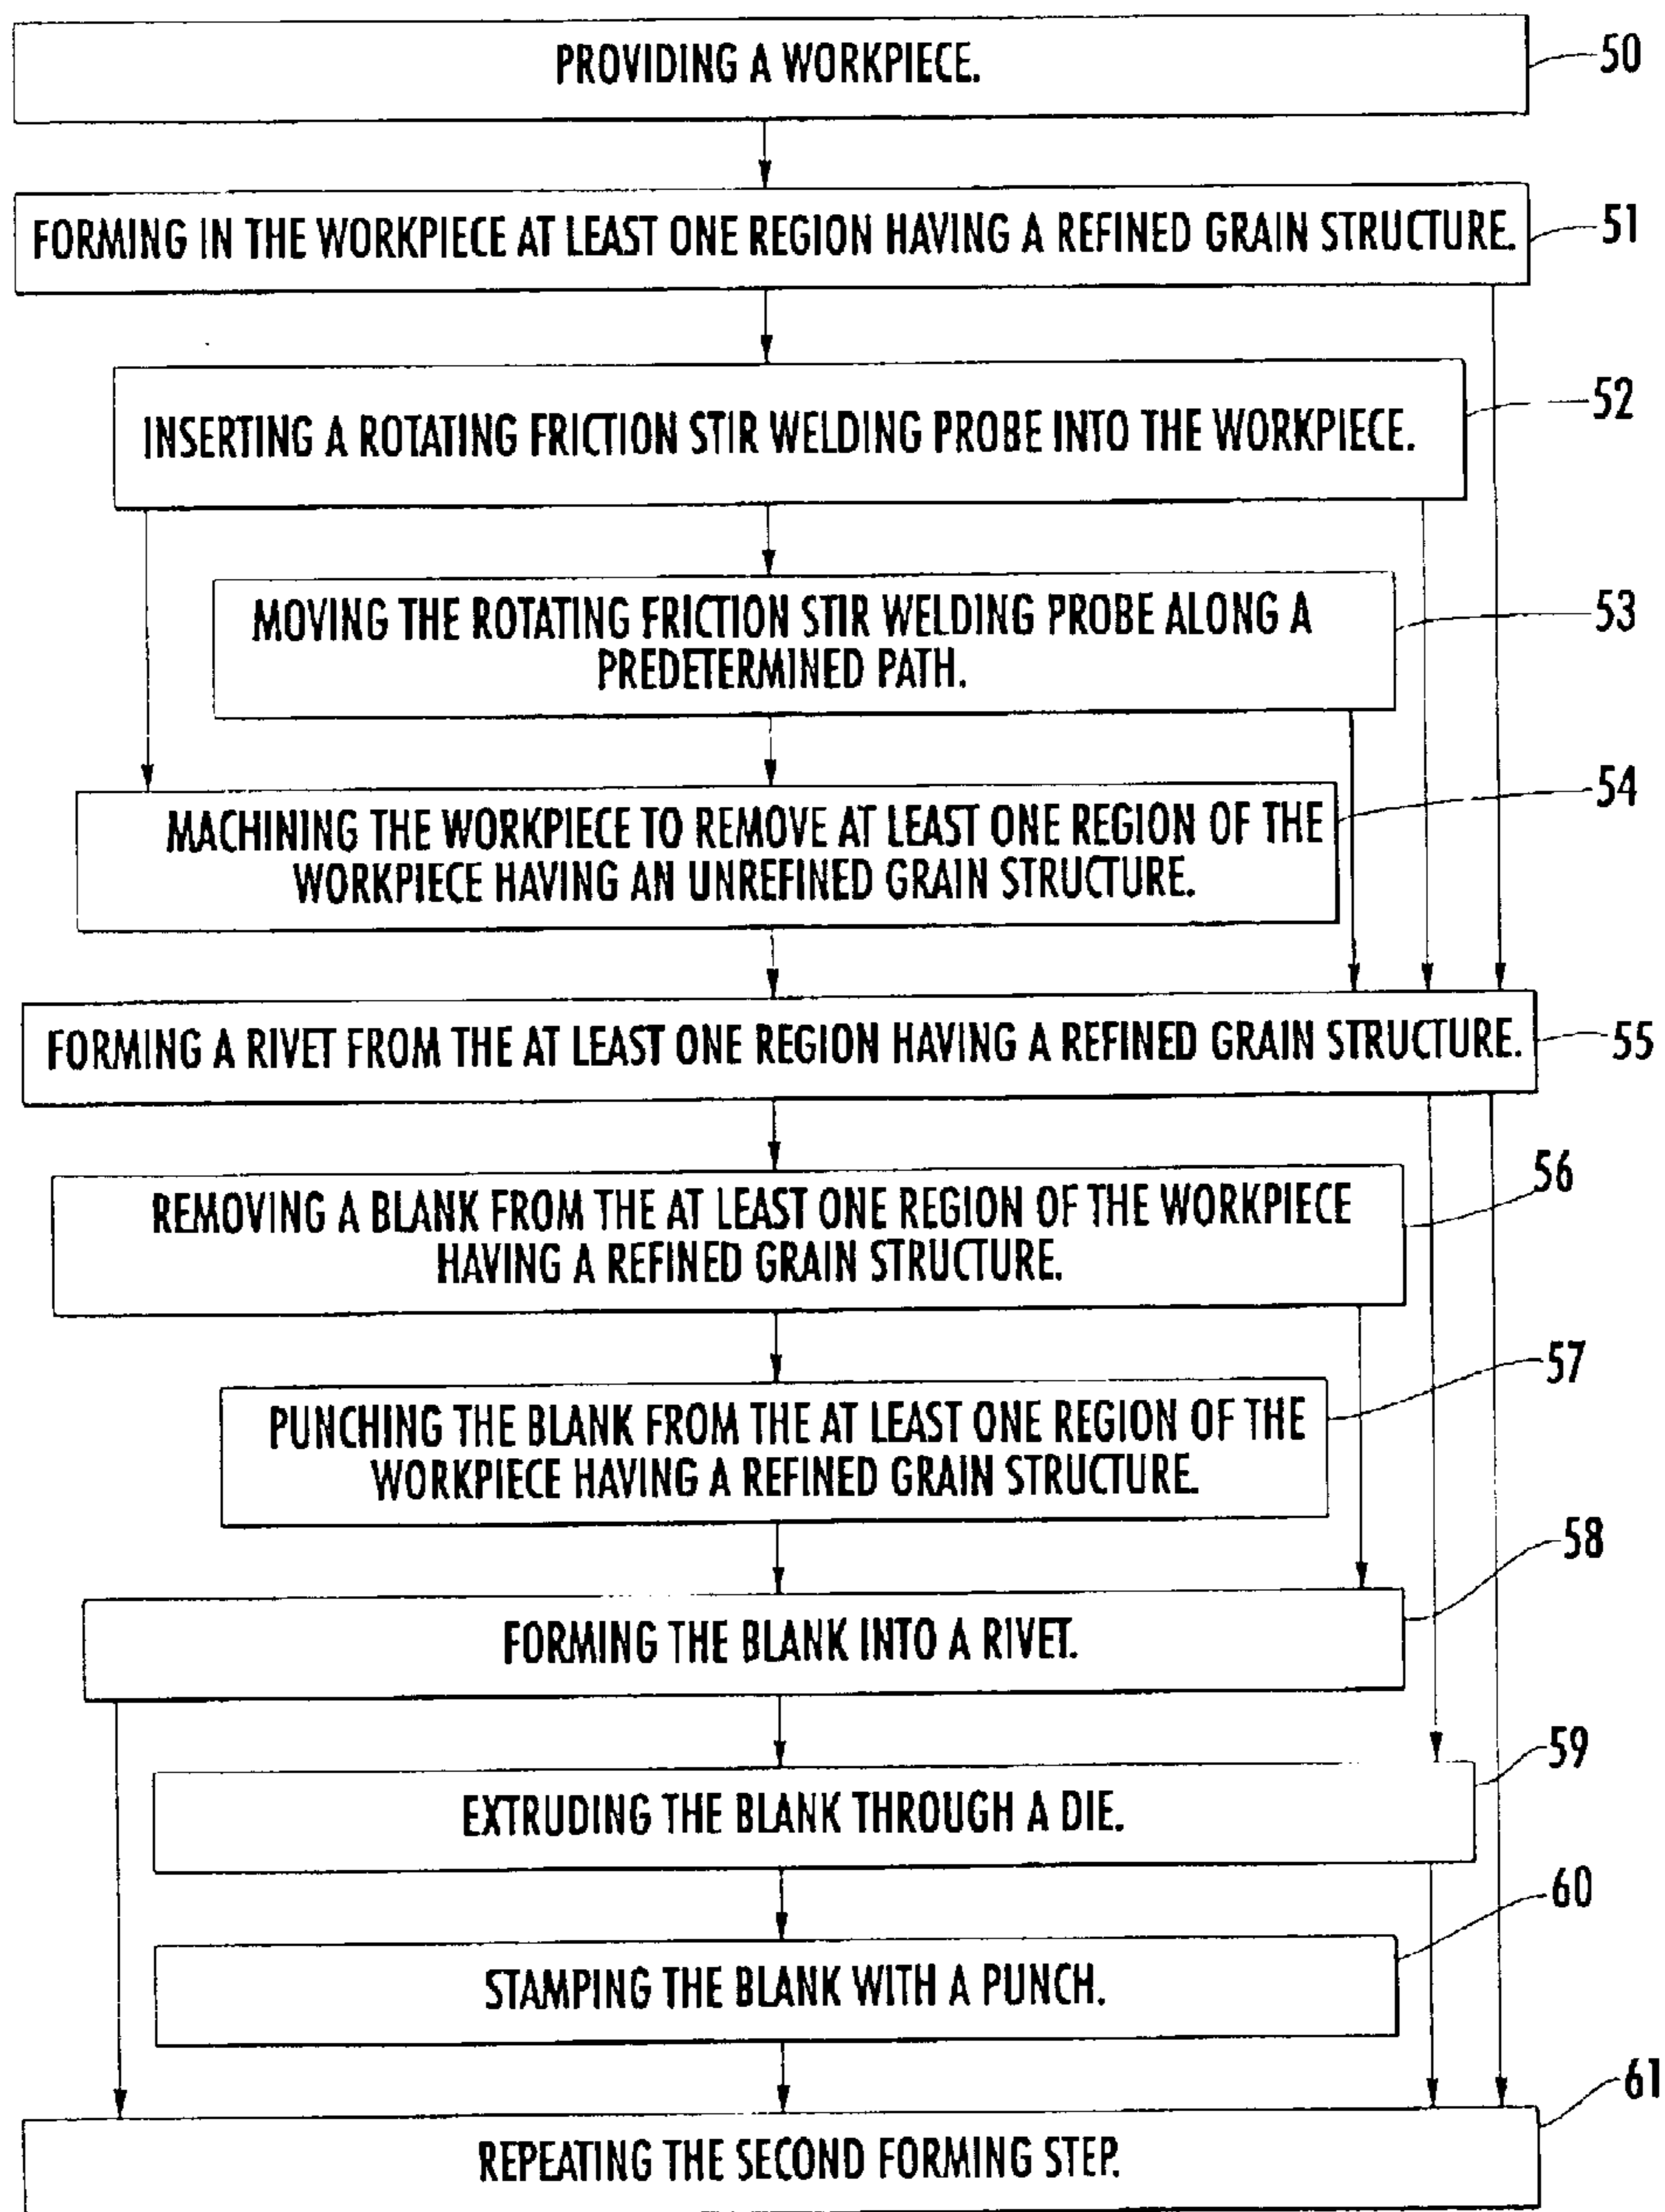 PROVIDING A WORKPIECE.
50
FORMING IN THE WORKPIECE AT LEAST ONE REGION HAVING A REFINED GRAIN STRUCTURE.
51
INSERTING A ROTATING FRICTION STIR WELDING PROBE INTO THE WORKPIECE.
52
MOVING THE ROTATING FRICTION STIR WELDING PROBE ALONG A
PREDETERMINED PATH.
53
MACHINING THE WORKPIECE TO REMOVE AT LEAST ONE REGION OF THE
WORKPIECE HAVING AN UNREFINED GRAIN STRUCTURE.
54
FORMING A RIVET FROM THE AT LEAST ONE REGION HAVING A REFINED GRAIN STRUCTURE.
55
REMOVING A BLANK FROM THE AT LEAST ONE REGION OF THE WORKPIECE
HAVING A REFINED GRAIN STRUCTURE.
56
PUNCHING THE BLANK FROM THE AT LEAST ONE REGION OF THE
WORKPIECE HAVING A REFINED GRAIN STRUCTURE.
57
FORMING THE BLANK INTO A RIVET.
58
EXTRUDING THE BLANK THROUGH A DIE.
59
STAMPING THE BLANK WITH A PUNCH.
60
REPEATING THE SECOND FORMING STEP.
61